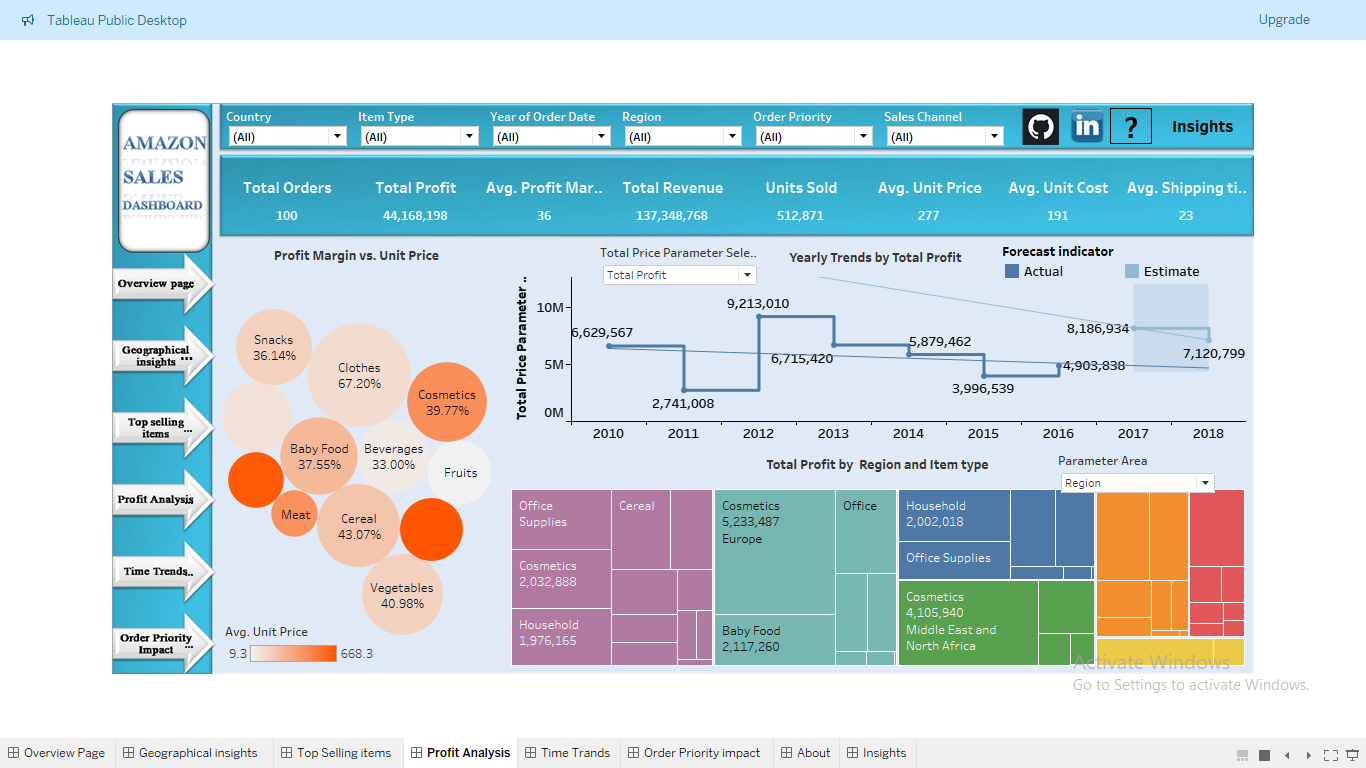 Tableau Public Desktop
Upgrade
AMAZON
SALES
DASHBOARD
Country
Item Type
Year of Order Date
Region
Order Priority
Sales Channel
(All)
(All)
(All)
(All)
(All)
(All)
in
?
Insights
Total Orders
Total Profit
Avg. Profit Mar..
Total Revenue
Units Sold
Avg. Unit Price
Avg. Unit Cost
Avg. Shipping ti..
100
44,168,198
36
137,348,768
512,871
277
191
23
Overview page
Geographical
insights ...
Top selling
items ...
Profit Analysis
Time Trends..
Order Priority
Impact ...
Profit Margin vs. Unit Price
Snacks
36.14%
Clothes
67.20%
Cosmetics
39.77%
Baby Food
37.55%
Beverages
33.00%
Fruits
Meat
Cereal
43.07%
Vegetables
40.98%
Avg. Unit Price
9.3
668.3
Total Price Parameter Sele..
Total Profit
Yearly Trends by Total Profit
Forecast indicator
Actual
Estimate
Total Price Parameter ..
10M
5M
0M
6,629,567
2,741,008
9,213,010
6,715,420
5,879,462
3,996,539
4,903,838
8,186,934
7,120,799
2010
2011
2012
2013
2014
2015
2016
2017
2018
Total Profit by Region and Item type
Parameter Area
Region
Office
Supplies
Cereal
Cosmetics
2,032,888
Household
1,976,165
Cosmetics
5,233,487
Europe
Office
Baby Food
2,117,260
Household
2,002,018
Office Supplies
Cosmetics
4,105,940
Middle East and
North Africa
Activate Windows
Go to Settings to activate Windows.
Overview Page
Geographical insights
Top Selling items
Profit Analysis
Time Trands
Order Priority impact
About
Insights